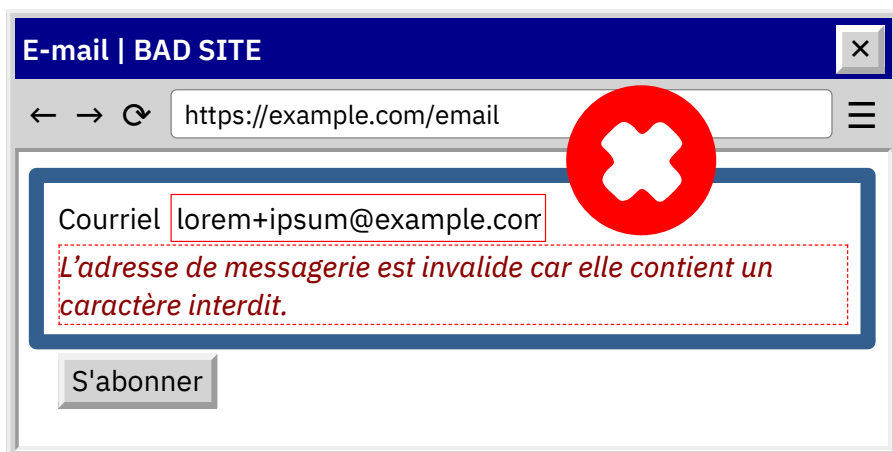 E-mail | BAD SITE
https://example.com/email
Courriel lorem+ipsum@example.com
L’adresse de messagerie est invalide car elle contient un
caractère interdit.
S'abonner